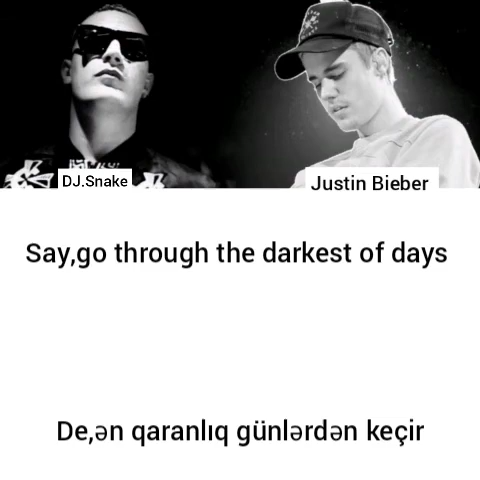 DJ.Snake
Justin Bieber
Say,go through the darkest of days
De,ən qaranlıq günlərdən keçir